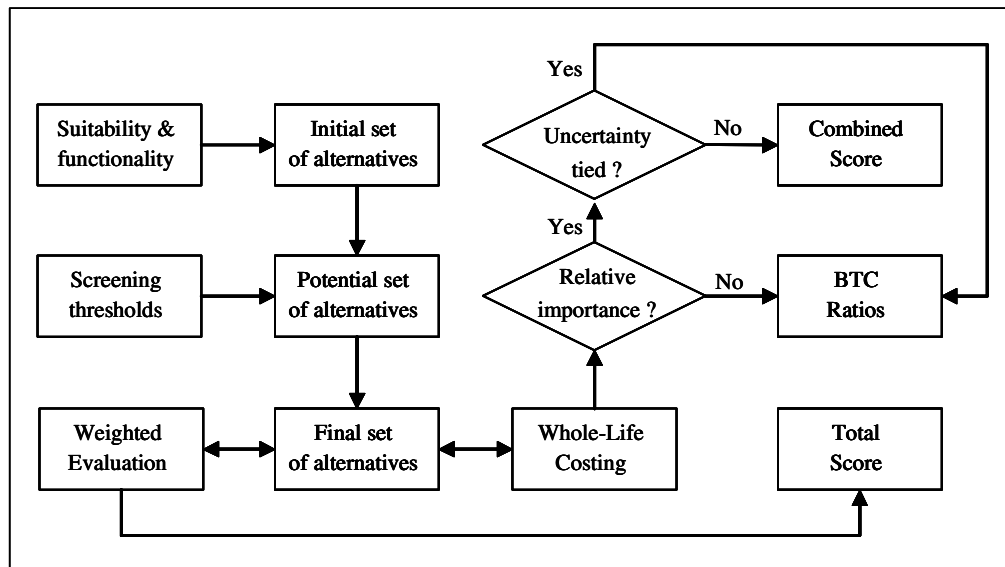 Suitability &
functionality
Initial set
of alternatives
Yes
Uncertainty
tied ?
No
Combined
Score
Screening
thresholds
Potential set
of alternatives
Yes
Relative
importance ?
No
BTC
Ratios
Weighted
Evaluation
Final set
of alternatives
Whole-Life
Costing
Total
Score